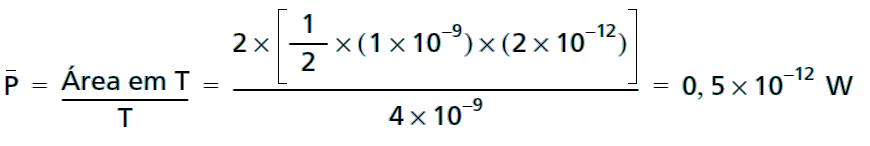 P̄ = Área em T / T = 2 × [ 1/2 × (1 × 10⁻⁹) × (2 × 10⁻¹²) ] / 4 × 10⁻⁹ = 0, 5 × 10⁻¹² W